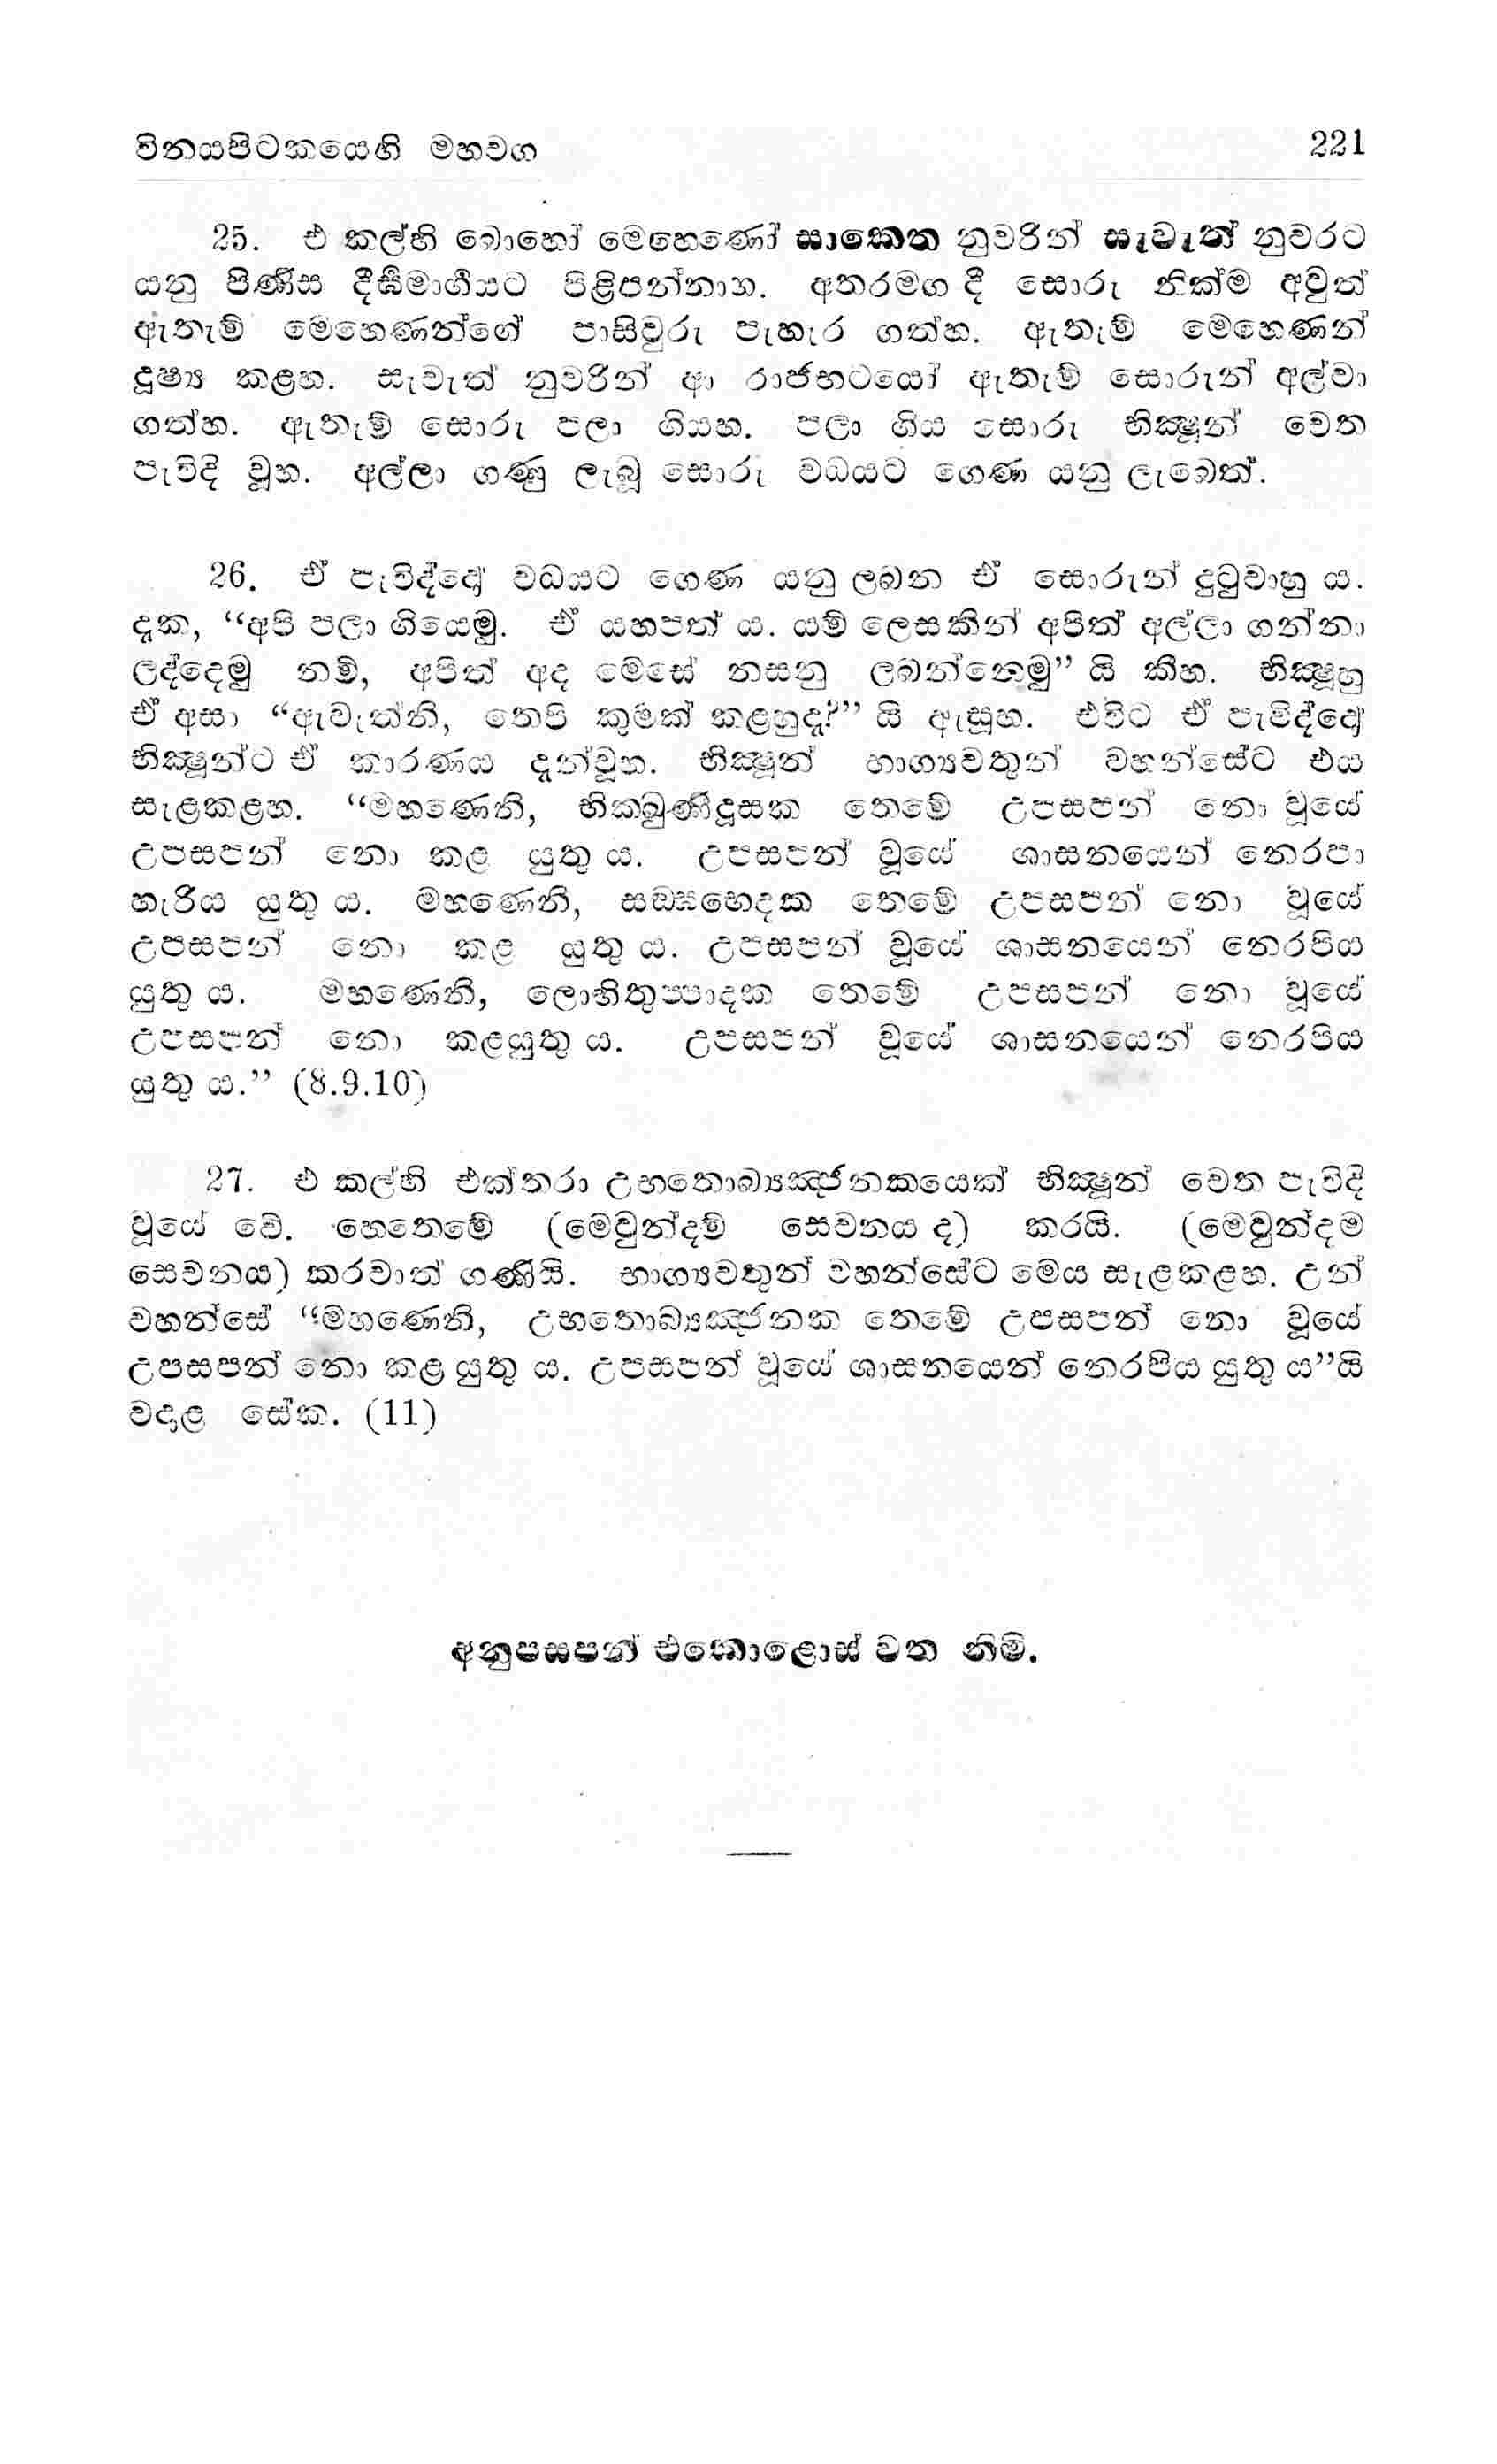 විනයපිටකයෙහි මහවග 221
25. එ කල්හි බොහෝ මෙහෙණෝ සාකෙත නුවරින් සැවැත් නුවරට
යනු පිණිස දීඝීමාගීයට පිළිපන්නාහ. අතරමග දී සොරු නික්ම අවුත්
ඇතැම් මෙහෙණන්ගේ පාසිවුරු පැහැර ගත්හ. ඇතැම් මෙහෙණන්
දූෂ්‍ය කළහ. සැවැත් නුවරින් ආ රාජභටයෝ ඇතැම් සොරුන් අල්වා
ගත්හ. ඇතැම් සොරු පලා ගියහ. පලා ගිය සොරු භික්‍ෂූන් වෙත
පැවිදි වූහ. අල්ලා ගණු ලැබූ සොරු වධයට ගෙණ යනු ලැබෙත්.
26. ඒ පැවිද්දෝ වධයට ගෙණ යනු ලබන ඒ සොරුන් දුටුවාහු ය.
දැක, “අපි පලා ගියෙමු. ඒ යහපත් ය. යම් ලෙසකින් අපිත් අල්ලා ගන්නා
ලද්දෙමු නම්, අපිත් අද මෙසේ නසනු ලබන්නෙමු” යි කීහ. භික්‍ෂූහු
ඒ අසා “ඇවැත්නි, තෙපි කුමක් කළහුදැ?” යි ඇසූහ. එවිට ඒ පැවිද්දෝ
භික්‍ෂූන්ට ඒ කාරණය දැන්වූහ. භික්‍ෂූන් භාග්‍යවතුන් වහන්සේට එය
සැළකළහ. “මහණෙනි, භික්ඛුණීදූසක තෙමේ උපසපන් නො වූයේ
උපසපන් නො කළ යුතු ය. උපසපන් වූයේ ශාසනයෙන් නෙරපා
හැරිය යුතු ය. මහණෙනි, සඞ්ඝභෙදක තෙමේ උපසපන් නො වූයේ
උපසපන් නො කළ යුතු ය. උපසපන් වූයේ ශාසනයෙන් නෙරපිය
යුතු ය. මහණෙනි, ලොහිතුප්පාදක තෙමේ උපසපන් නො වූයේ
උපසපන් නො කළයුතු ය. උපසපන් වූයේ ශාසනයෙන් නෙරපිය
යුතු ය.” (8.9.10)
27. එ කල්හි එක්තරා උභතොබ්‍යඤ්ජනකයෙක් භික්‍ෂූන් වෙත පැවිදි
වූයේ වේ. හෙතෙමේ (මෙවුන්දම් සෙවනය ද) කරයි. (මෙවුන්දම්
සෙවනය) කරවාත් ගණියි. භාග්‍යවතුන් වහන්සේට මෙය සැළකළහ. උන්
වහන්සේ “මහණෙනි, උභතොබ්‍යඤ්ජනක තෙමේ උපසපන් නො වූයේ
උපසපන් නො කළ යුතු ය. උපසපන් වූයේ ශාසනයෙන් නෙරපිය යුතු ය”යි
වදාළ සේක. (11)
අනුපසපන් එකොළොස් වත නිමි.